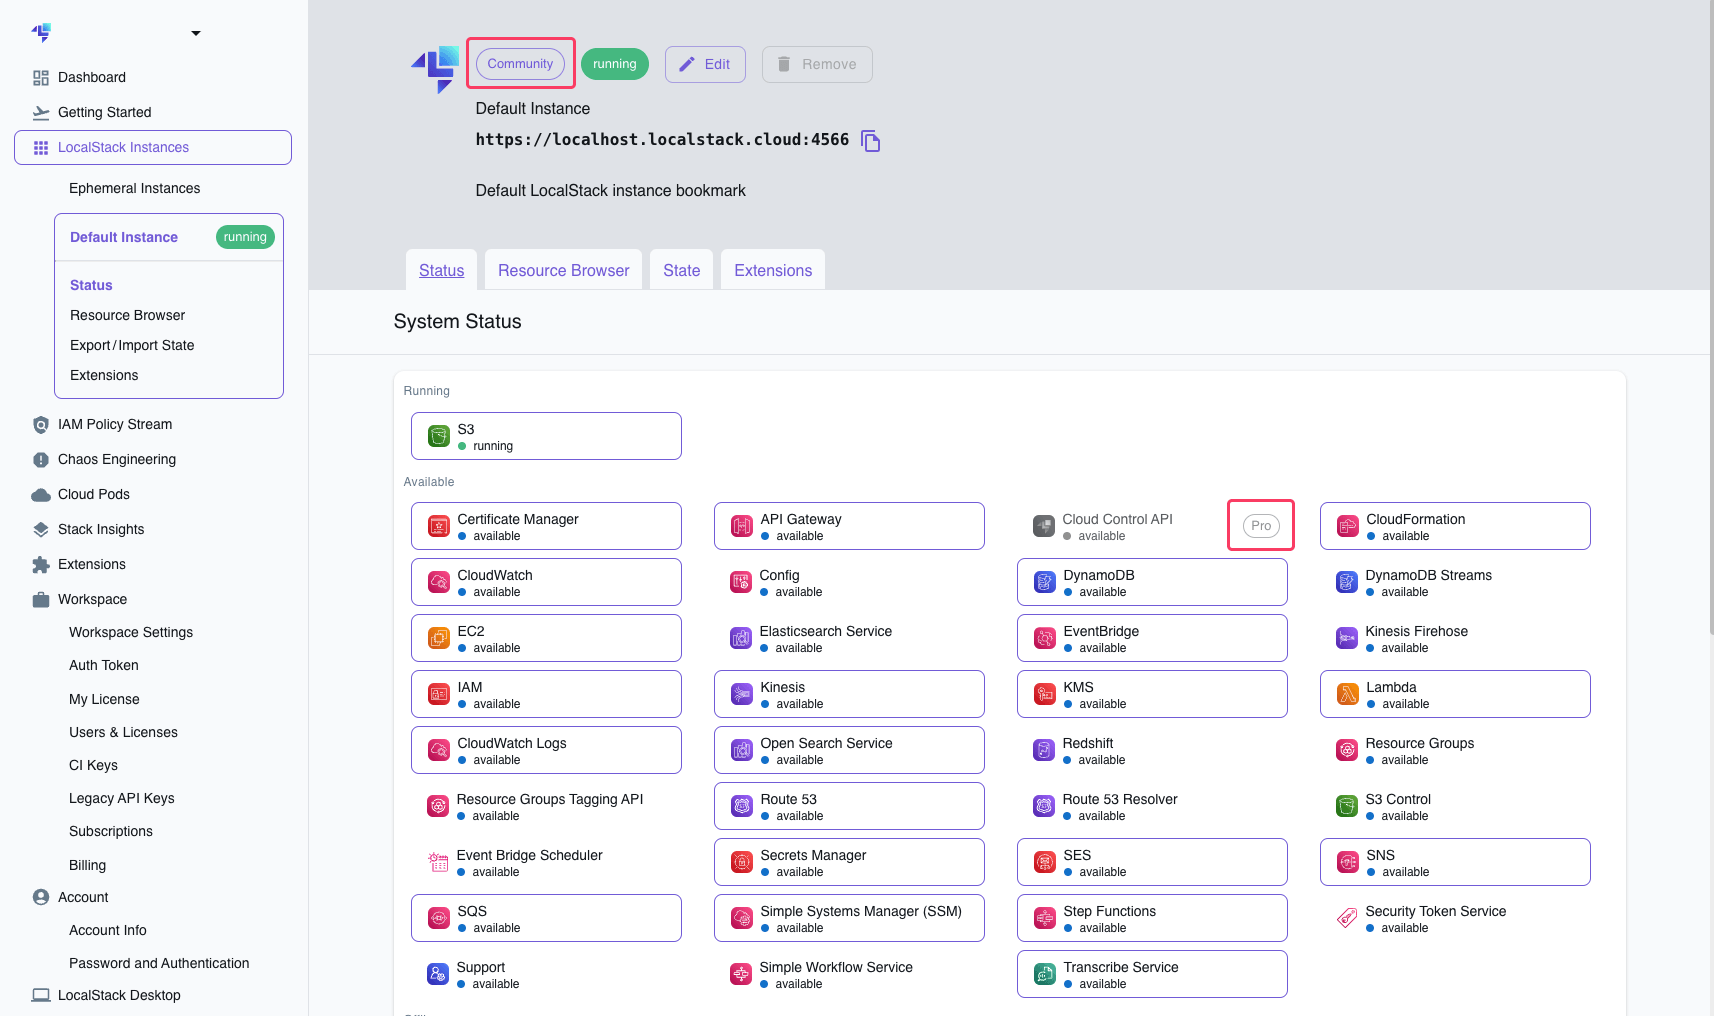 Dashboard
Getting Started
LocalStack Instances
Ephemeral Instances
Default Instance running
Status
Resource Browser
Export/Import State
Extensions
IAM Policy Stream
Chaos Engineering
Cloud Pods
Stack Insights
Extensions
Workspace
Workspace Settings
Auth Token
My License
Users & Licenses
CI Keys
Legacy API Keys
Subscriptions
Billing
Account
Account Info
Password and Authentication
LocalStack Desktop
Community running Edit Remove
Default Instance
https://localhost.localstack.cloud:4566
Default LocalStack instance bookmark
Status Resource Browser State Extensions
System Status
Running
S3
running
Available
Certificate Manager API Gateway Cloud Control API Pro CloudFormation
available available available available
CloudWatch Config DynamoDB DynamoDB Streams
available available available available
EC2 Elasticsearch Service EventBridge Kinesis Firehose
available available available available
IAM Kinesis KMS Lambda
available available available available
CloudWatch Logs Open Search Service Redshift Resource Groups
available available available available
Resource Groups Tagging API Route 53 Route 53 Resolver S3 Control
available available available available
Event Bridge Scheduler Secrets Manager SES SNS
available available available available
SQS Simple Systems Manager (SSM) Step Functions Security Token Service
available available available available
Support Simple Workflow Service Transcribe Service
available available available